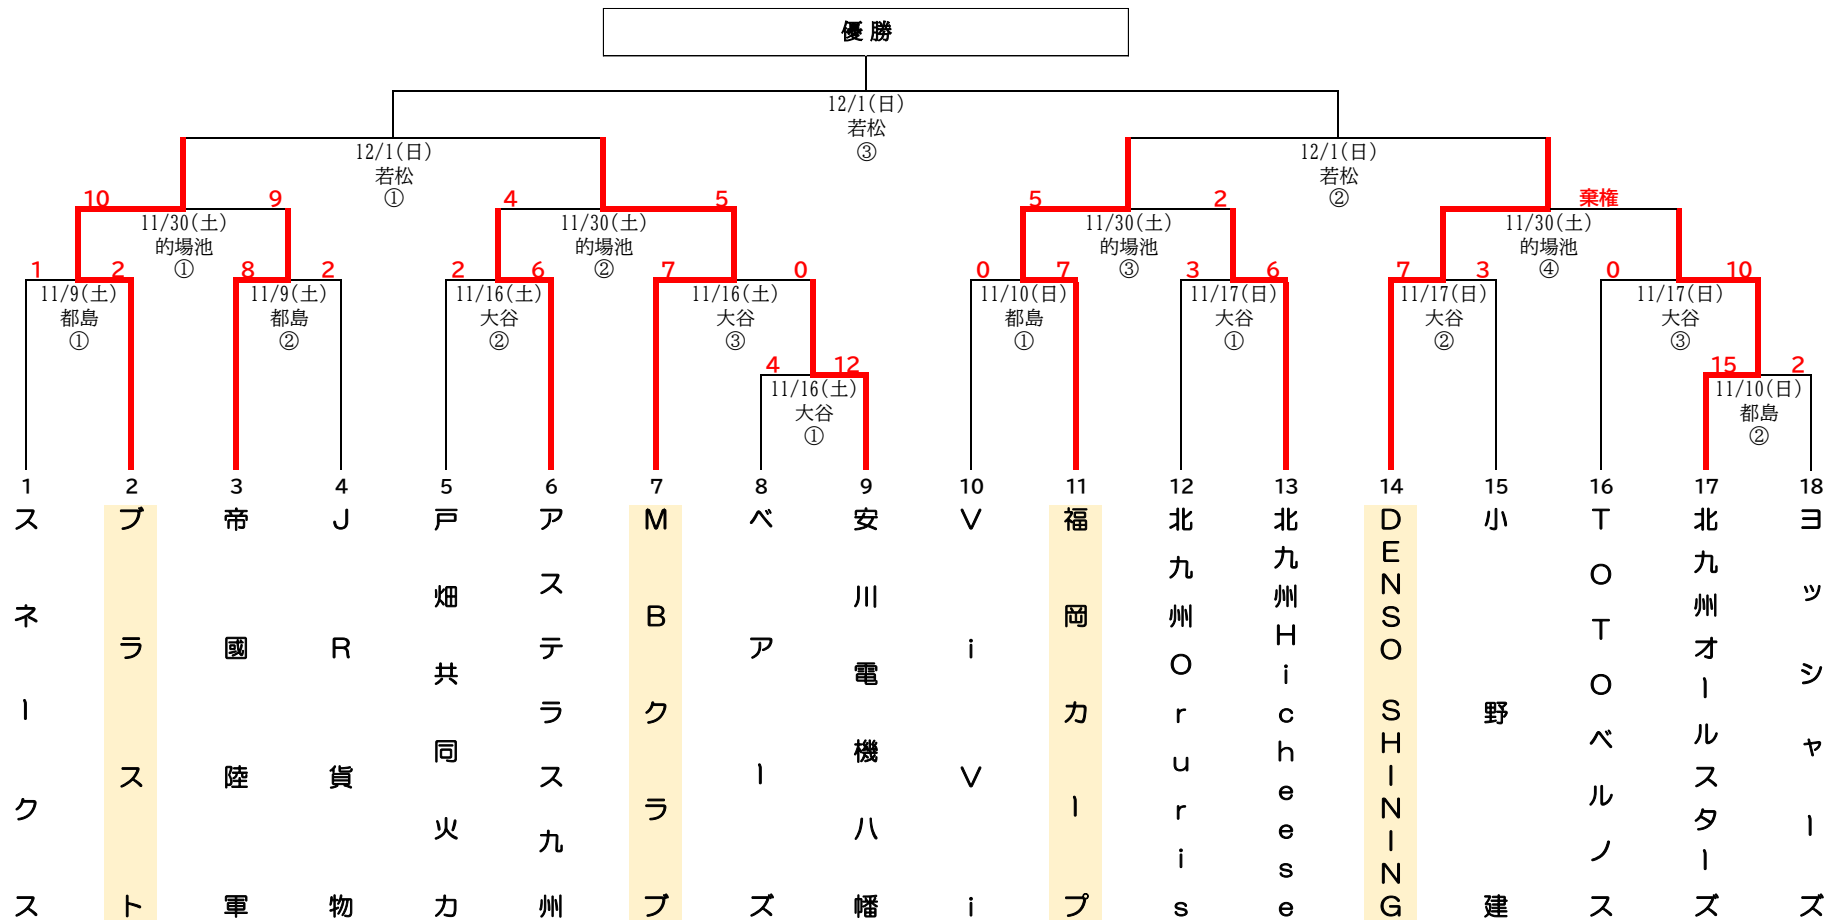 優勝
12/1(日)
若松
③
12/1(日)
若松
①
12/1(日)
若松
②
10 9
11/30(土)
的場池
①
4 5
11/30(土)
的場池
②
5 2
11/30(土)
的場池
③
棄権
11/30(土)
的場池
④
1 2
11/9(土)
都島
①
8 2
11/9(土)
都島
②
2 6
11/16(土)
大谷
②
7 0
11/16(土)
大谷
③
0 7
11/10(日)
都島
①
3 6
11/17(日)
大谷
①
7 3
11/17(日)
大谷
②
0 10
11/17(日)
大谷
③
4 12
11/16(土)
大谷
①
15 2
11/10(日)
都島
②
1 2 3 4 5 6 7 8 9 10 11 12 13 14 15 16 17 18
スネークス
ブラスト
帝國陸軍
JR貨物
戸畑共同火力
アステラス九州
MBクラブ
ベアーズ
安川電機八幡
ViVi
福岡カープ
北九州Oruris
北九州Hicheese
DENSO SHINING
小野建
TOTOベルノス
北九州オールスターズ
ヨッシャーズ